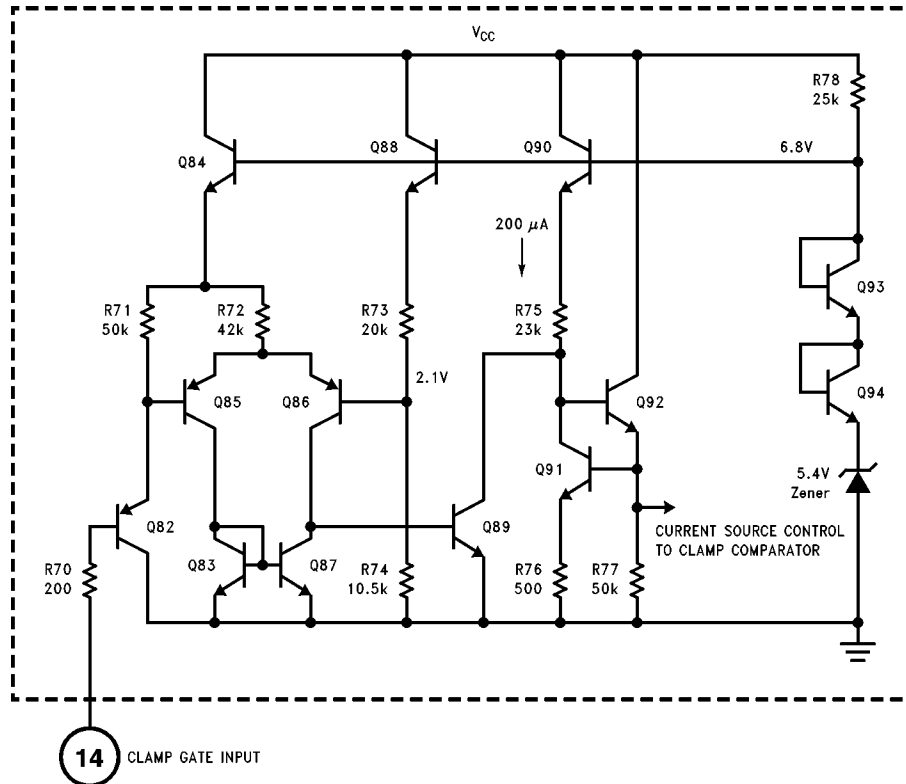 VCC
R78
25k
Q84
Q88
Q90
6.8V
200 µA
Q93
R71
50k
R72
42k
R73
20k
R75
23k
2.1V
Q85
Q86
Q92
Q94
Q91
5.4V
Zener
Q82
Q83
Q87
Q89
CURRENT SOURCE CONTROL
TO CLAMP COMPARATOR
R70
200
R74
10.5k
R76
500
R77
50k
14 CLAMP GATE INPUT